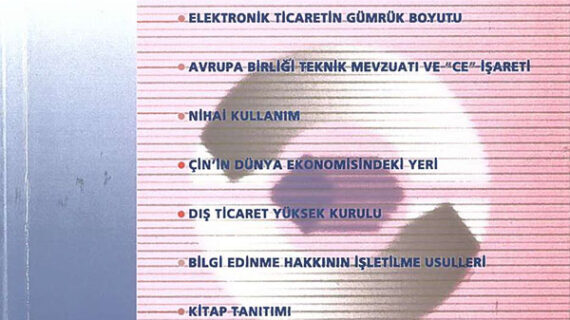 • ELEKTRONİK TİCARETİN GÜMRÜK BOYUTU
• AVRUPA BİRLİĞİ TEKNİK MEVZUATI VE “CE” İŞARETİ
• NİHAİ KULLANIM
• ÇİN’İN DÜNYA EKONOMİSİNDEKİ YERİ
• DIŞ TİCARET YÜKSEK KURULU
• BİLGİ EDİNME HAKKININ İŞLETİLME USULLERİ
• KİTAP TANITIMI